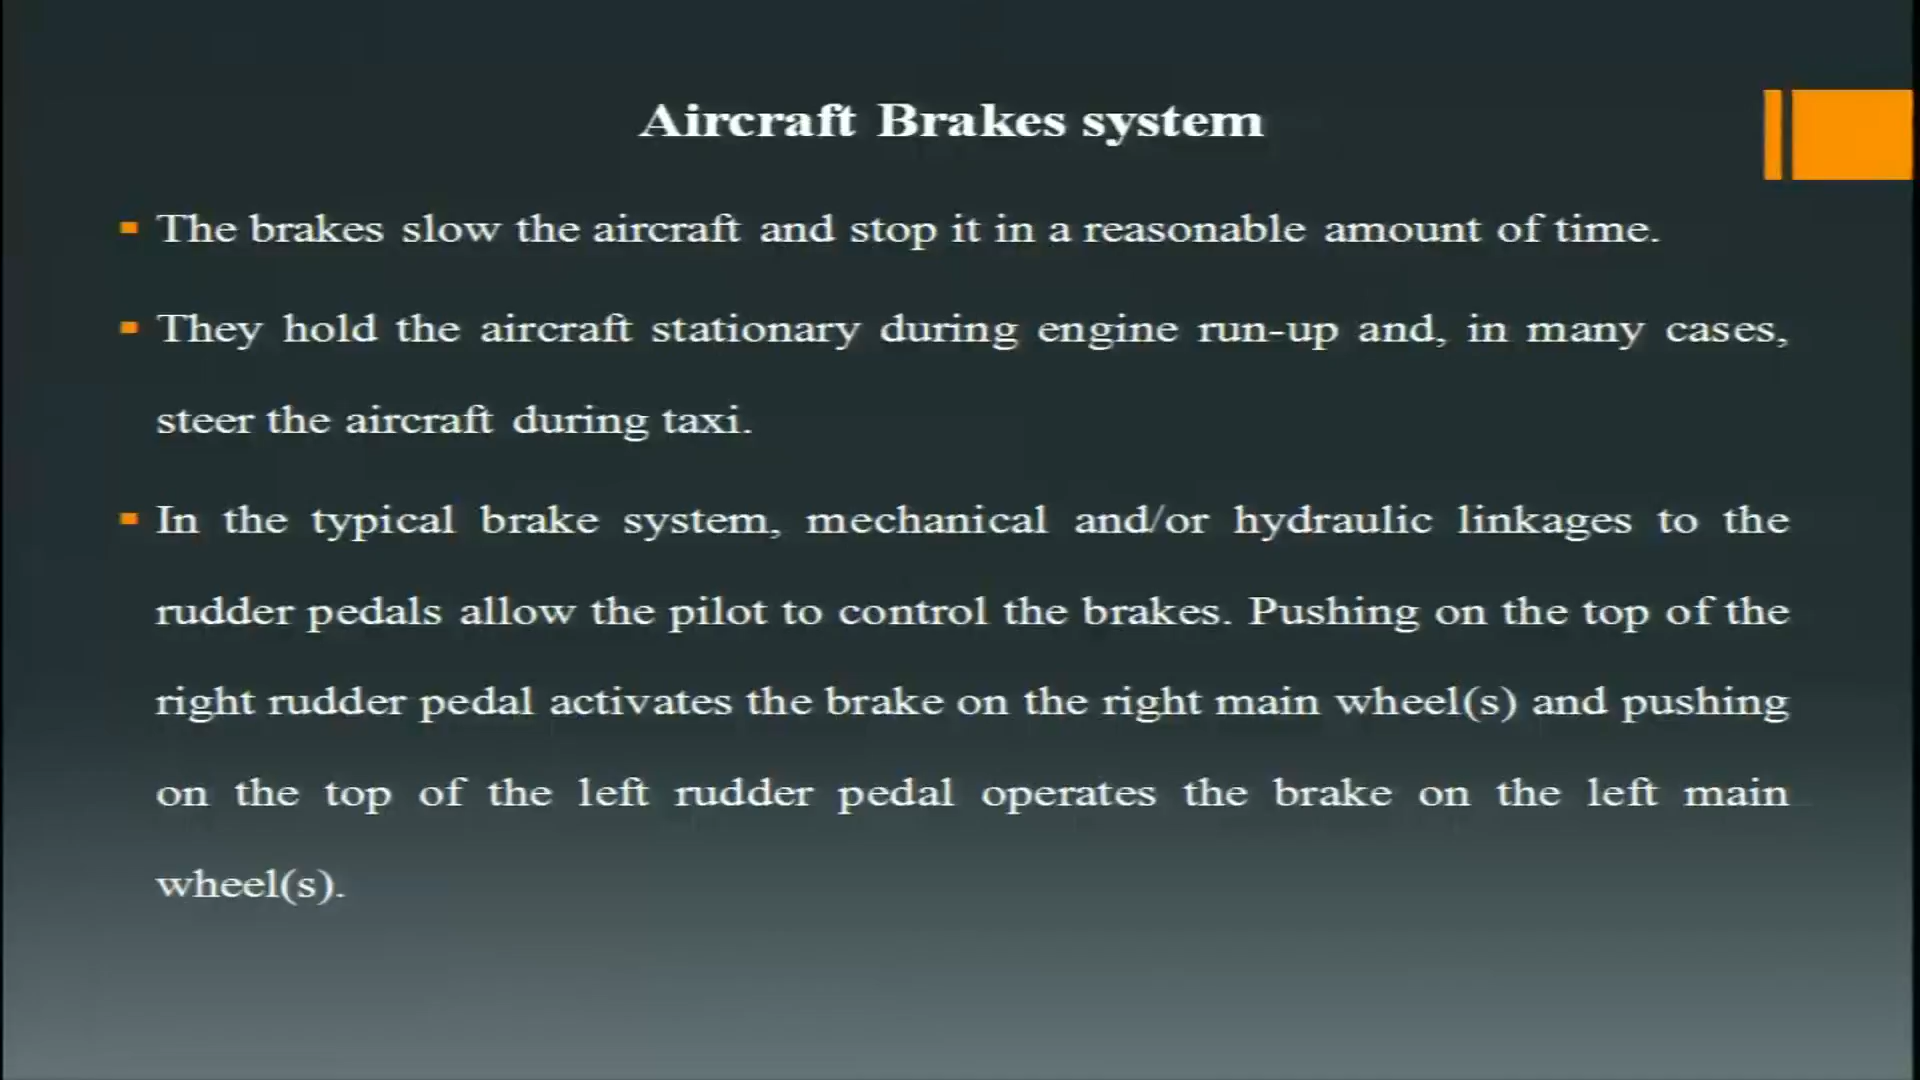 Aircraft Brakes system
The brakes slow the aircraft and stop it in a reasonable amount of time.
They hold the aircraft stationary during engine run-up and, in many cases,
steer the aircraft during taxi.
In the typical brake system, mechanical and/or hydraulic linkages to the
rudder pedals allow the pilot to control the brakes. Pushing on the top of the
right rudder pedal activates the brake on the right main wheel(s) and pushing
on the top of the left rudder pedal operates the brake on the left main
wheel(s).